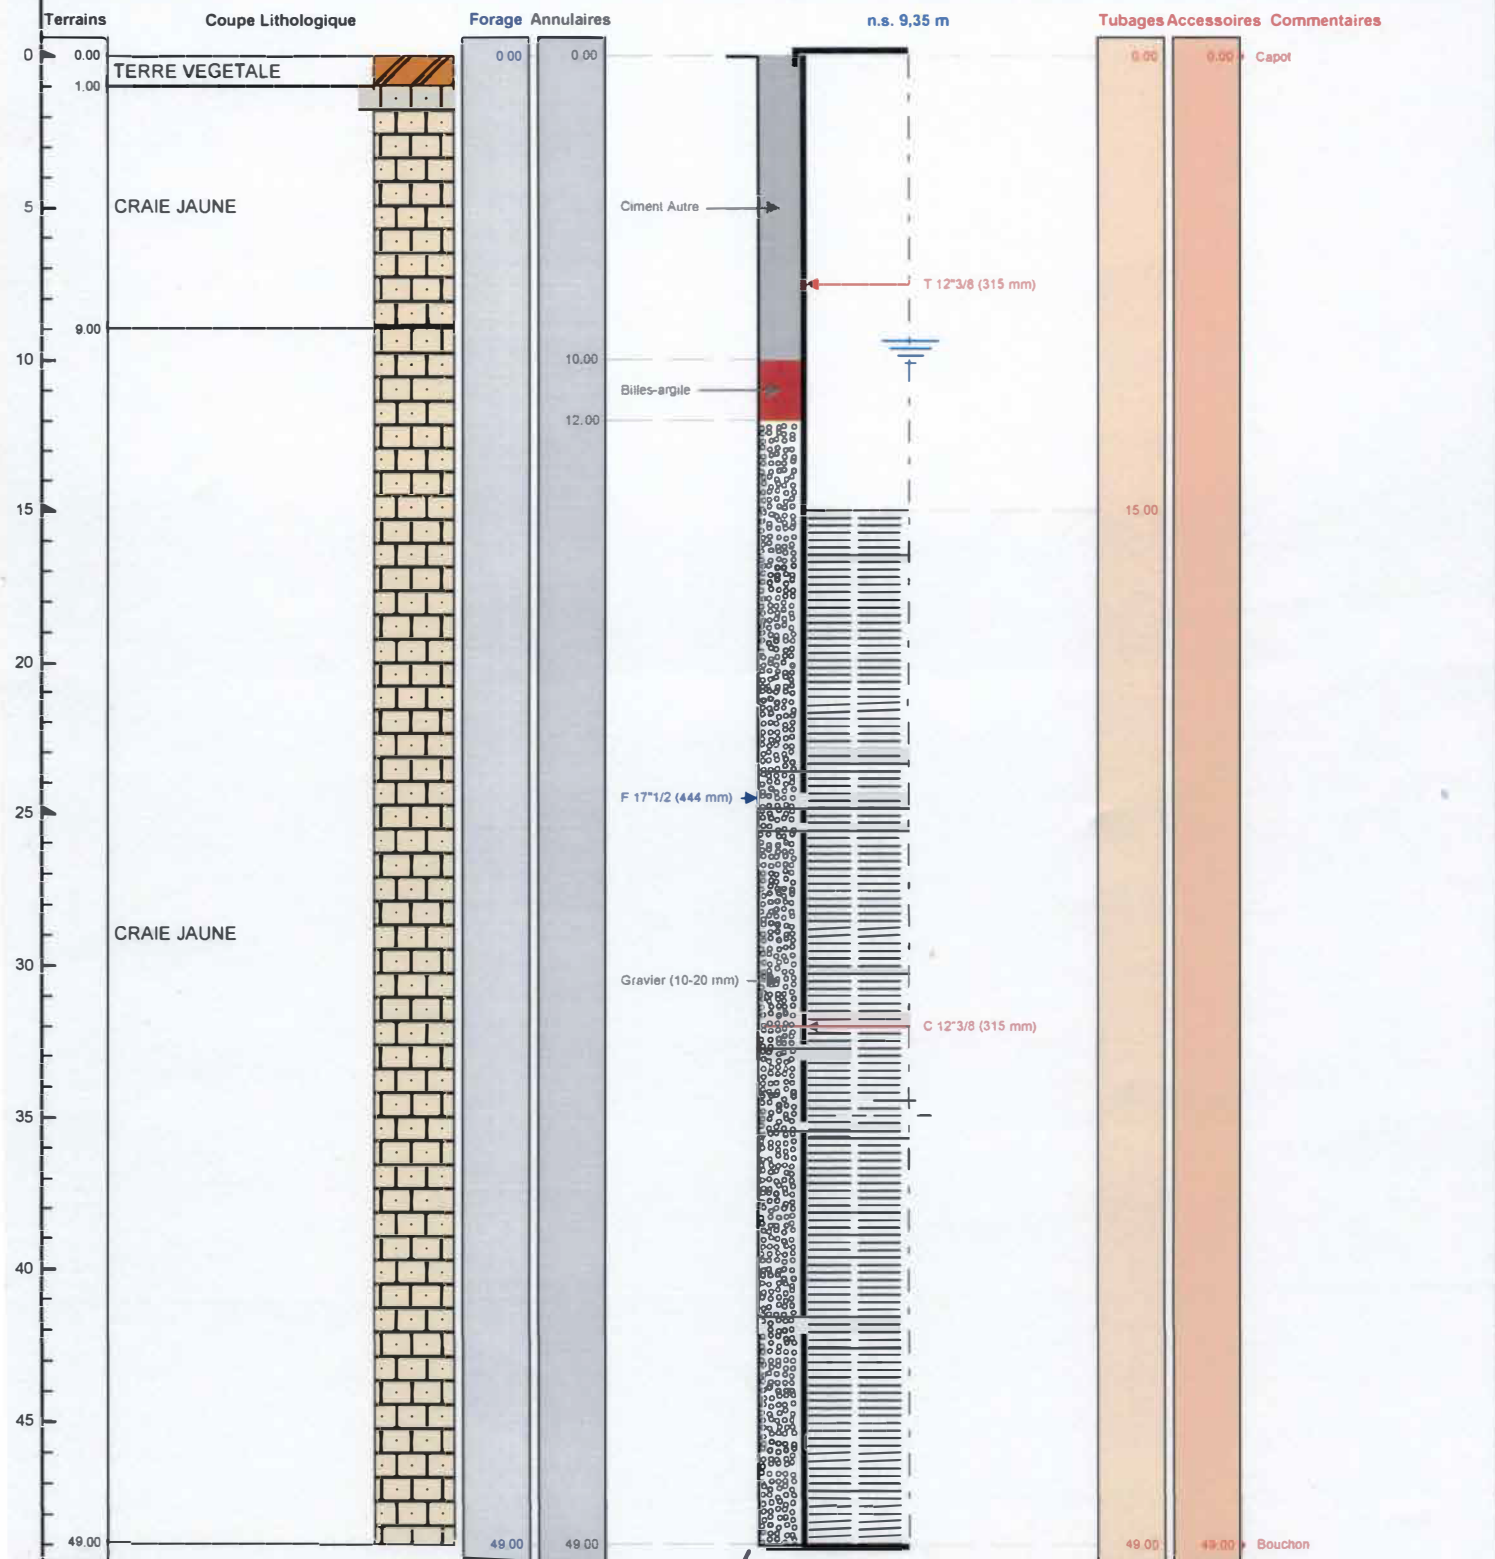 Terrains Coupe Lithologique Forage Annulaires n.s. 9,35 m Tubages Accessoires Commentaires
0 0.00 0.00 0.00 0.00 0.00 Capot
TERRE VEGETALE
1.00
5 CRAIE JAUNE Ciment Autre
T 12"3/8 (315 mm)
9.00
10 10.00
Billes-argile
12.00
15 15.00
20
F 17"1/2 (444 mm)
25
CRAIE JAUNE
30
Gravier (10-20 mm)
C 12"3/8 (315 mm)
35
40
45
49.00 49.00 49.00 49.00 49.00 Bouchon